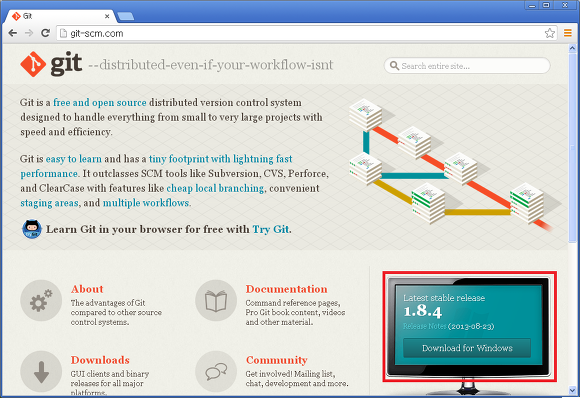 Git
git-scm.com
git --distributed-even-if-your-workflow-isnt
Search entire site...
Git is a free and open source distributed version control system
designed to handle everything from small to very large projects with
speed and efficiency.
Git is easy to learn and has a tiny footprint with lightning fast
performance. It outclasses SCM tools like Subversion, CVS, Perforce,
and ClearCase with features like cheap local branching, convenient
staging areas, and multiple workflows.
Learn Git in your browser for free with Try Git.
About
The advantages of Git
compared to other source
control systems.
Documentation
Command reference pages,
Pro Git book content, videos
and other material.
Latest stable release
1.8.4
Release Notes (2013-08-23)
Download for Windows
Downloads
GUI clients and binary
releases for all major
platforms.
Community
Get involved! Mailing list,
chat, development and more.